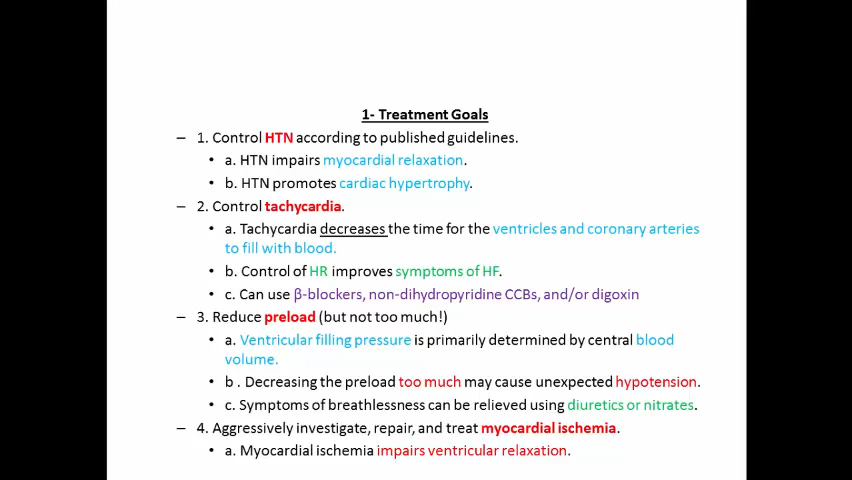 1- Treatment Goals
– 1. Control HTN according to published guidelines.
• a. HTN impairs myocardial relaxation.
• b. HTN promotes cardiac hypertrophy.
– 2. Control tachycardia.
• a. Tachycardia decreases the time for the ventricles and coronary arteries
to fill with blood.
• b. Control of HR improves symptoms of HF.
• c. Can use β-blockers, non-dihydropyridine CCBs, and/or digoxin
– 3. Reduce preload (but not too much!)
• a. Ventricular filling pressure is primarily determined by central blood
volume.
• b . Decreasing the preload too much may cause unexpected hypotension.
• c. Symptoms of breathlessness can be relieved using diuretics or nitrates.
– 4. Aggressively investigate, repair, and treat myocardial ischemia.
• a. Myocardial ischemia impairs ventricular relaxation.